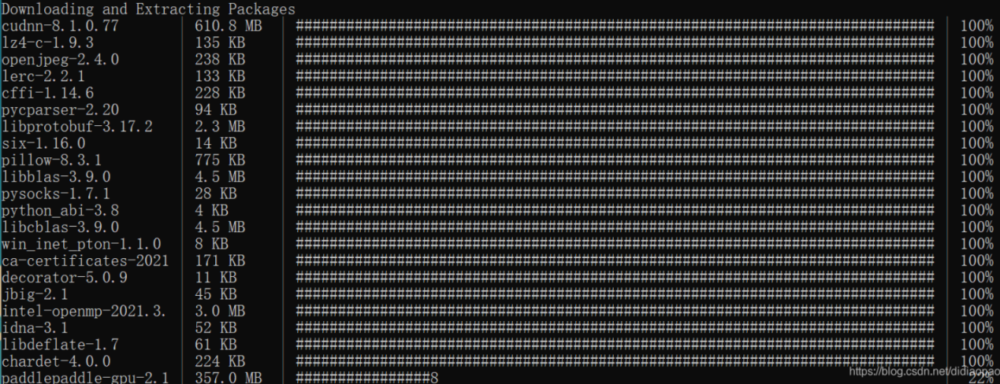 Downloading and Extracting Packages
cudnn-8.1.0.77 | 610.8 MB | ############################################################################ | 100%
lz4-c-1.9.3 | 135 KB | ############################################################################ | 100%
openjpeg-2.4.0 | 238 KB | ############################################################################ | 100%
lerc-2.2.1 | 133 KB | ############################################################################ | 100%
cffi-1.14.6 | 228 KB | ############################################################################ | 100%
pycparser-2.20 | 94 KB | ############################################################################ | 100%
libprotobuf-3.17.2 | 2.3 MB | ############################################################################ | 100%
six-1.16.0 | 14 KB | ############################################################################ | 100%
pillow-8.3.1 | 775 KB | ############################################################################ | 100%
libblas-3.9.0 | 4.5 MB | ############################################################################ | 100%
pysocks-1.7.1 | 28 KB | ############################################################################ | 100%
python_abi-3.8 | 4 KB | ############################################################################ | 100%
libcblas-3.9.0 | 4.5 MB | ############################################################################ | 100%
win_inet_pton-1.1.0 | 8 KB | ############################################################################ | 100%
ca-certificates-2021 | 171 KB | ############################################################################ | 100%
decorator-5.0.9 | 11 KB | ############################################################################ | 100%
jbig-2.1 | 45 KB | ############################################################################ | 100%
intel-openmp-2021.3. | 3.0 MB | ############################################################################ | 100%
idna-3.1 | 52 KB | ############################################################################ | 100%
libdeflate-1.7 | 61 KB | ############################################################################ | 100%
chardet-4.0.0 | 224 KB | ############################################################################ | 100%
paddlepaddle-gpu-2.1 | 357.0 MB | ################8 | 22%
https://blog.csdn.net/didiaopao